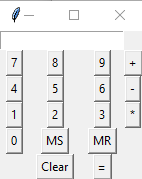 7 8 9 +
4 5 6 -
1 2 3 *
0 MS MR
Clear =